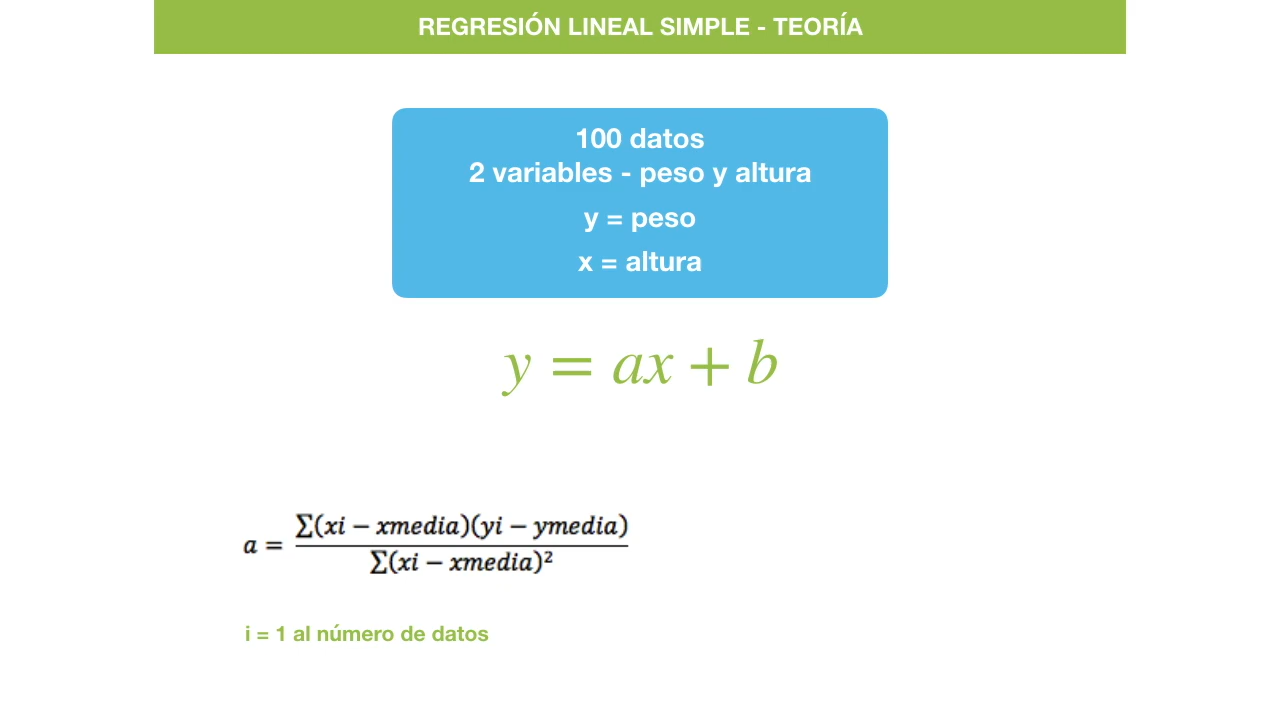 REGRESIÓN LINEAL SIMPLE - TEORÍA
100 datos
2 variables - peso y altura
y = peso
x = altura
y = ax + b
a = ∑(xi − xmedia)(yi − ymedia)
∑(xi − xmedia)²
i = 1 al número de datos